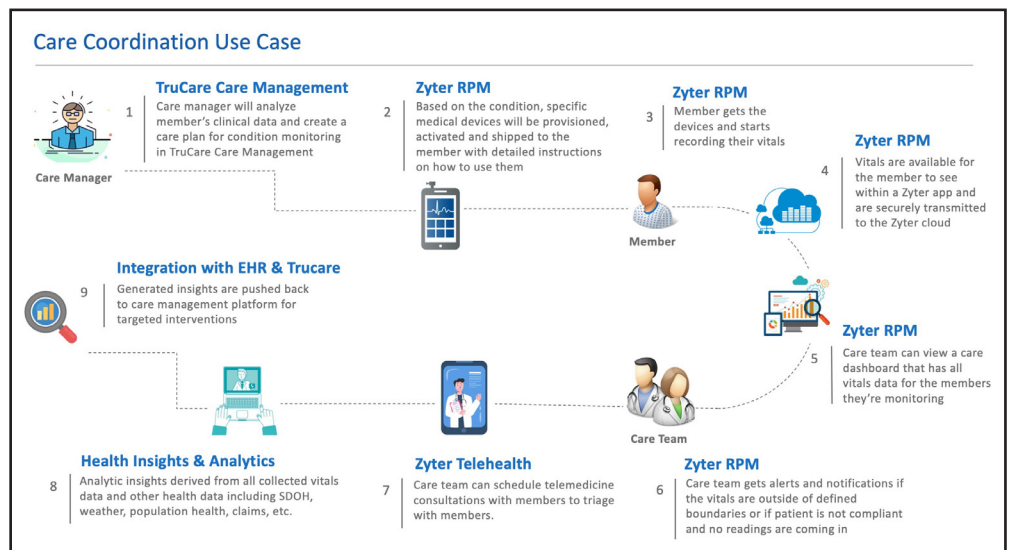 Care Coordination Use Case
1
TruCare Care Management
Care manager will analyze
member's clinical data and create a
care plan for condition monitoring
in TruCare Care Management
Care Manager
2
Zyter RPM
Based on the condition, specific
medical devices will be provisioned,
activated and shipped to the
member with detailed instructions
on how to use them
3
Zyter RPM
Member gets the
devices and starts
recording their vitals
Member
4
Zyter RPM
Vitals are available for
the member to see
within a Zyter app and
are securely transmitted
to the Zyter cloud
5
Zyter RPM
Care team can view a care
dashboard that has all
vitals data for the members
they're monitoring
Care Team
6
Zyter RPM
Care team gets alerts and notifications if
the vitals are outside of defined
boundaries or if patient is not compliant
and no readings are coming in
7
Zyter Telehealth
Care team can schedule telemedicine
consultations with members to triage
with members.
8
Health Insights & Analytics
Analytic insights derived from all collected vitals
data and other health data including SDOH,
weather, population health, claims, etc.
9
Integration with EHR & Trucare
Generated insights are pushed back
to care management platform for
targeted interventions